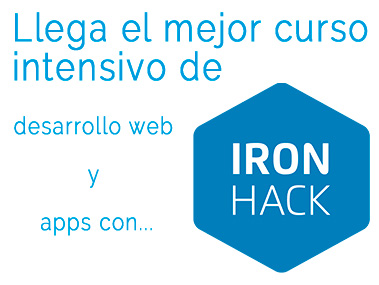 Llega el mejor curso
intensivo de
desarrollo web
y
apps con...
IRON
HACK